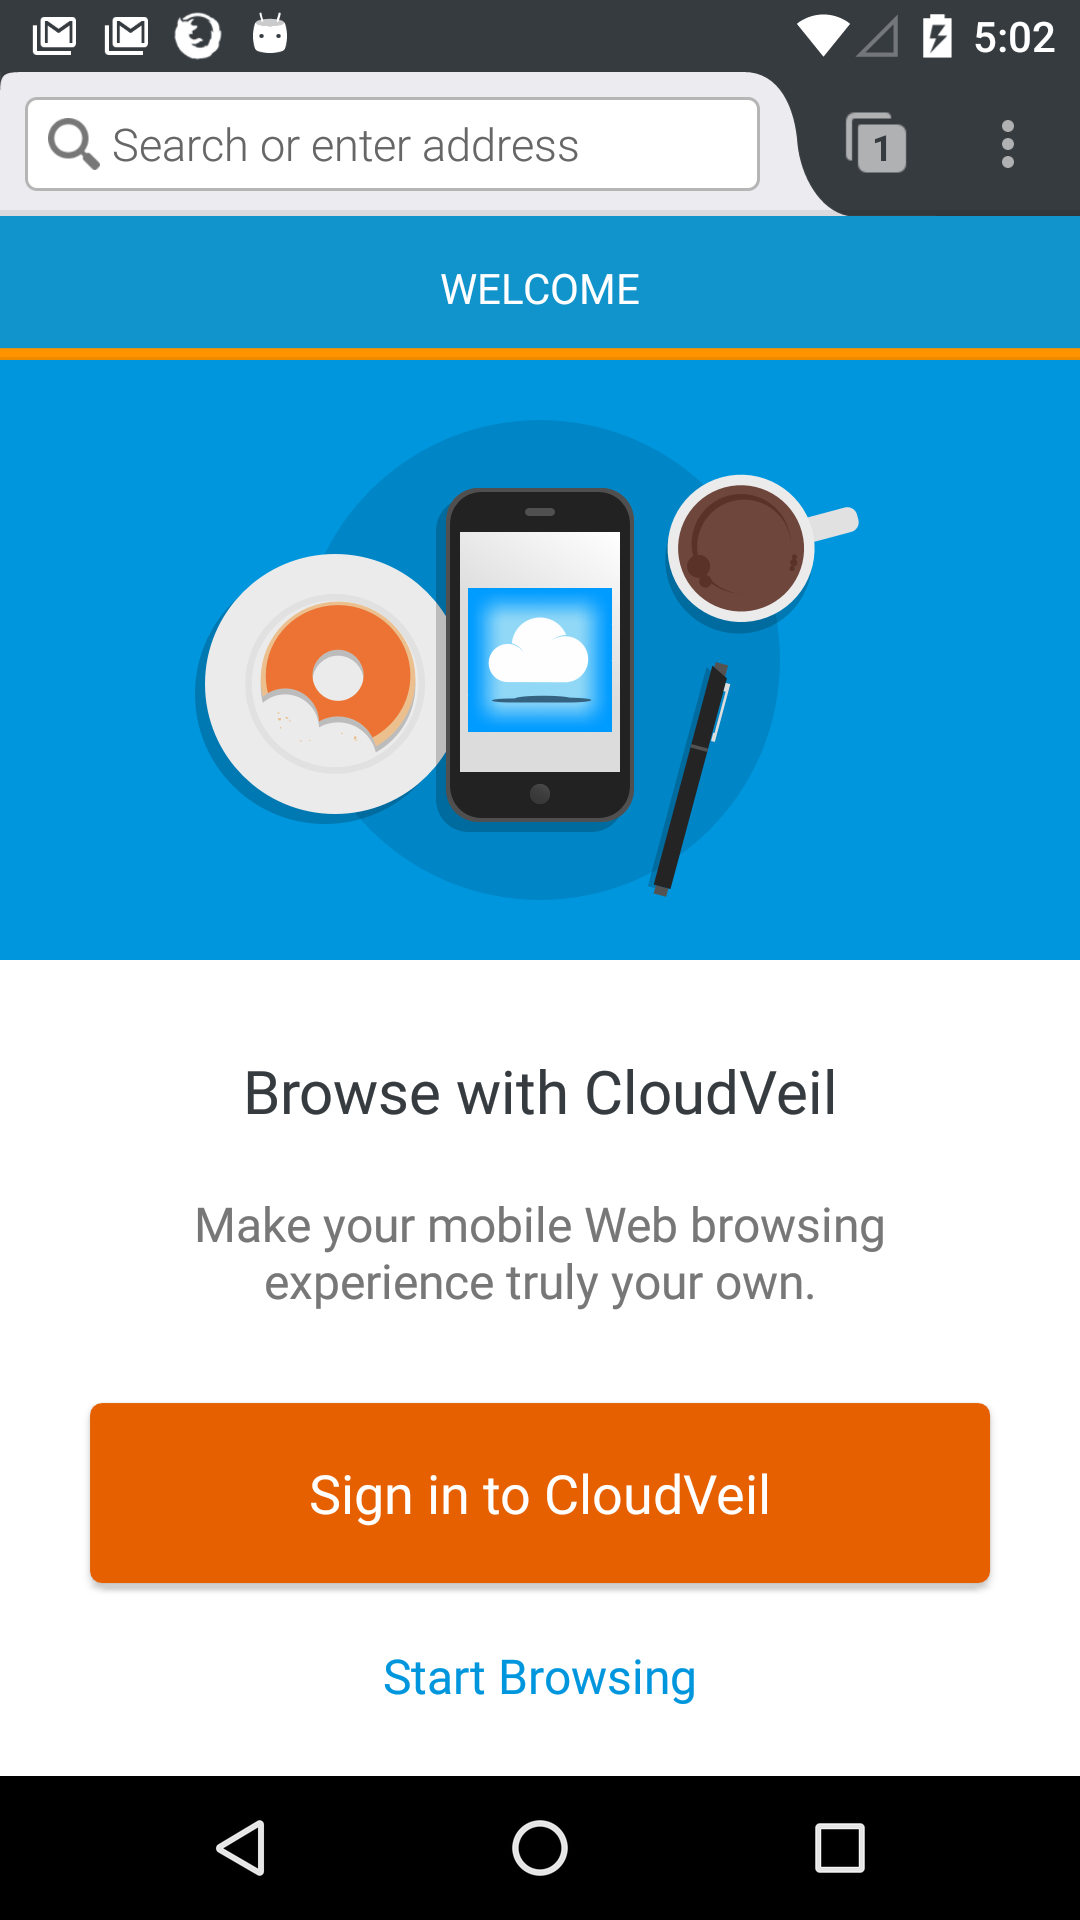 5:02
Search or enter address
1
WELCOME
Browse with CloudVeil
Make your mobile Web browsing
experience truly your own.
Sign in to CloudVeil
Start Browsing